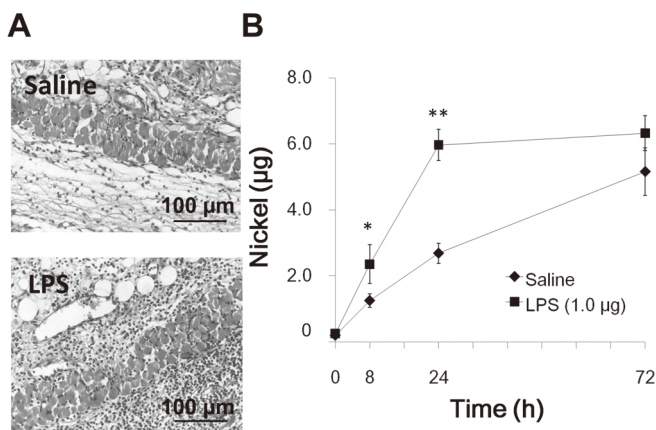 A
Saline
100 µm
LPS
100 µm
B
Nickel (µg)
8.0
6.0
4.0
2.0
0
*
**
Saline
LPS (1.0 µg)
0 8 24 72
Time (h)